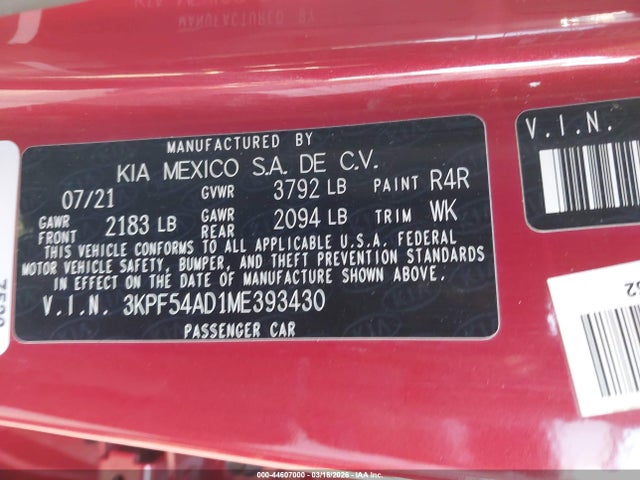 MANUFACTURED BY
KIA MEXICO S.A. DE C.V.
07/21 GVWR 3792 LB PAINT R4R
GAWR FRONT 2183 LB GAWR REAR 2094 LB TRIM WK
THIS VEHICLE CONFORMS TO ALL APPLICABLE U.S.A. FEDERAL
MOTOR VEHICLE SAFETY, BUMPER, AND THEFT PREVENTION STANDARDS
IN EFFECT ON THE DATE OF MANUFACTURE SHOWN ABOVE.
V.I.N. 3KPF54AD1ME393430
PASSENGER CAR
V.I.N.
000-44607000 03/18/2026 IAA Inc.